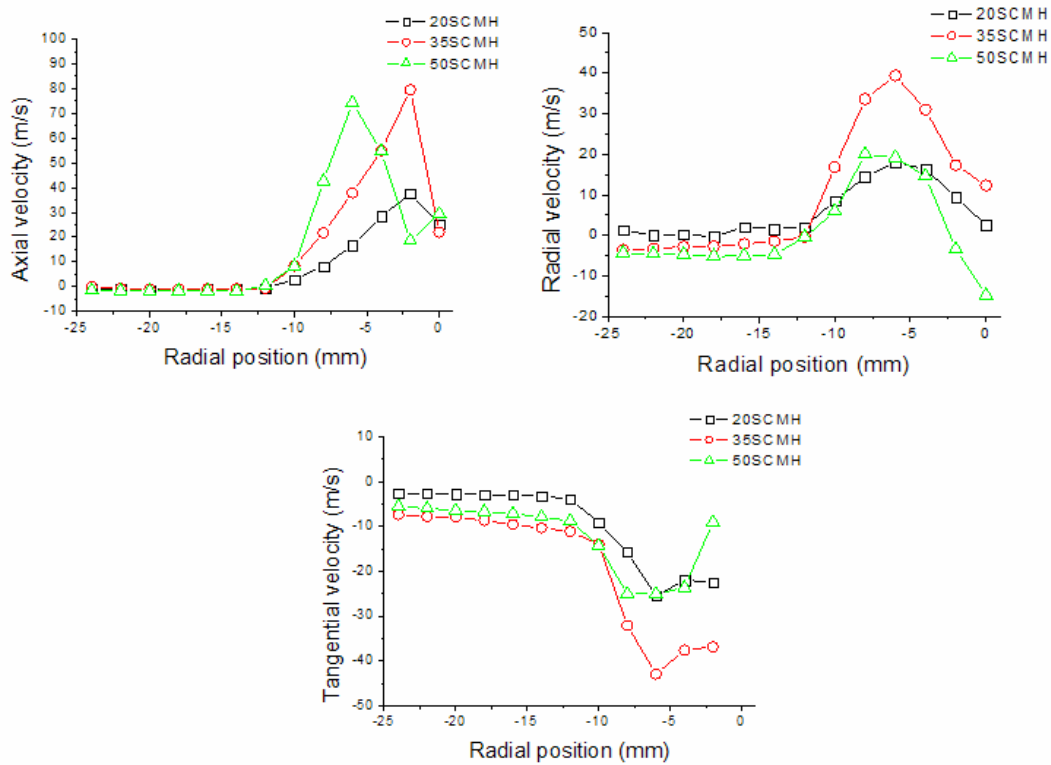 20SCMH
35SCMH
50SCMH
Axial velocity (m/s)
100
90
80
70
60
50
40
30
20
10
0
-10
-25 -20 -15 -10 -5 0
Radial position (mm)
20SCMH
35SCMH
50SCMH
Radial velocity (m/s)
50
40
30
20
10
0
-10
-20
-25 -20 -15 -10 -5 0
Radial position (mm)
20SCMH
35SCMH
50SCMH
Tangential velocity (m/s)
10
0
-10
-20
-30
-40
-50
-25 -20 -15 -10 -5 0
Radial position (mm)